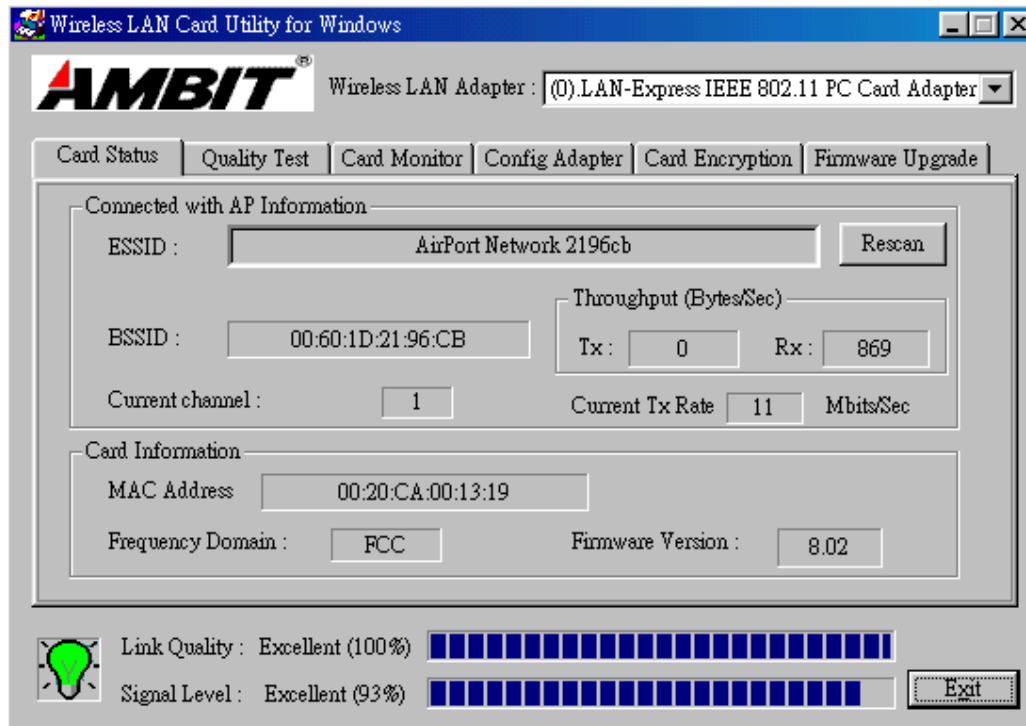 Wireless LAN Card Utility for Windows
AMBIT®
Wireless LAN Adapter : (0).LAN-Express IEEE 802.11 PC Card Adapter
Card Status Quality Test Card Monitor Config Adapter Card Encryption Firmware Upgrade
Connected with AP Information
ESSID : AirPort Network 2196cb Rescan
Throughput (Bytes/Sec)
BSSID : 00:60:1D:21:96:CB Tx : 0 Rx : 869
Current channel : 1 Current Tx Rate 11 Mbits/Sec
Card Information
MAC Address 00:20:CA:00:13:19
Frequency Domain : FCC Firmware Version : 8.02
Link Quality : Excellent (100%)
Signal Level : Excellent (93%) Exit